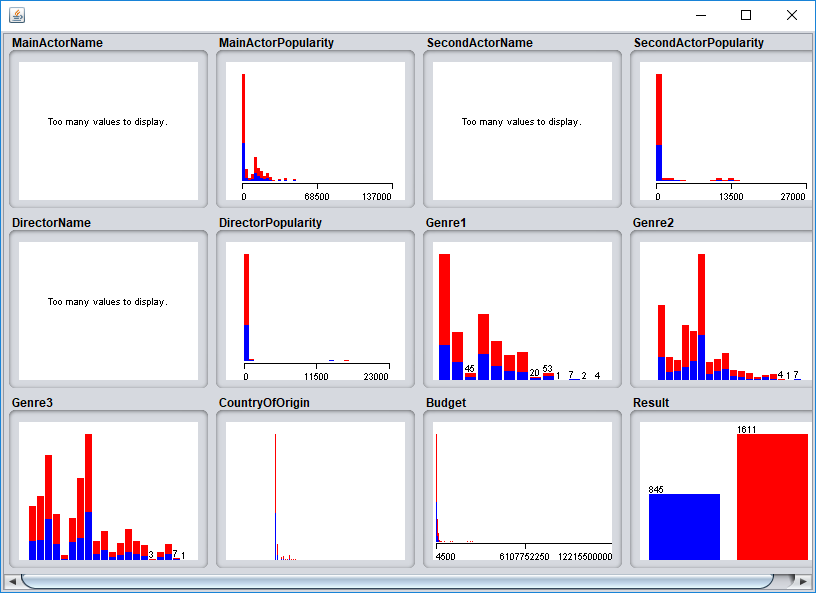 MainActorName MainActorPopularity SecondActorName SecondActorPopularity
Too many values to display. Too many values to display.
0 68500 137000 0 13500 27000
DirectorName DirectorPopularity Genre1 Genre2
Too many values to display.
0 11500 23000 45 20 53 1 7 2 4 4 1 7
Genre3 CountryOfOrigin Budget Result
3 7 1 4500 6107752250 12215500000 845 1611